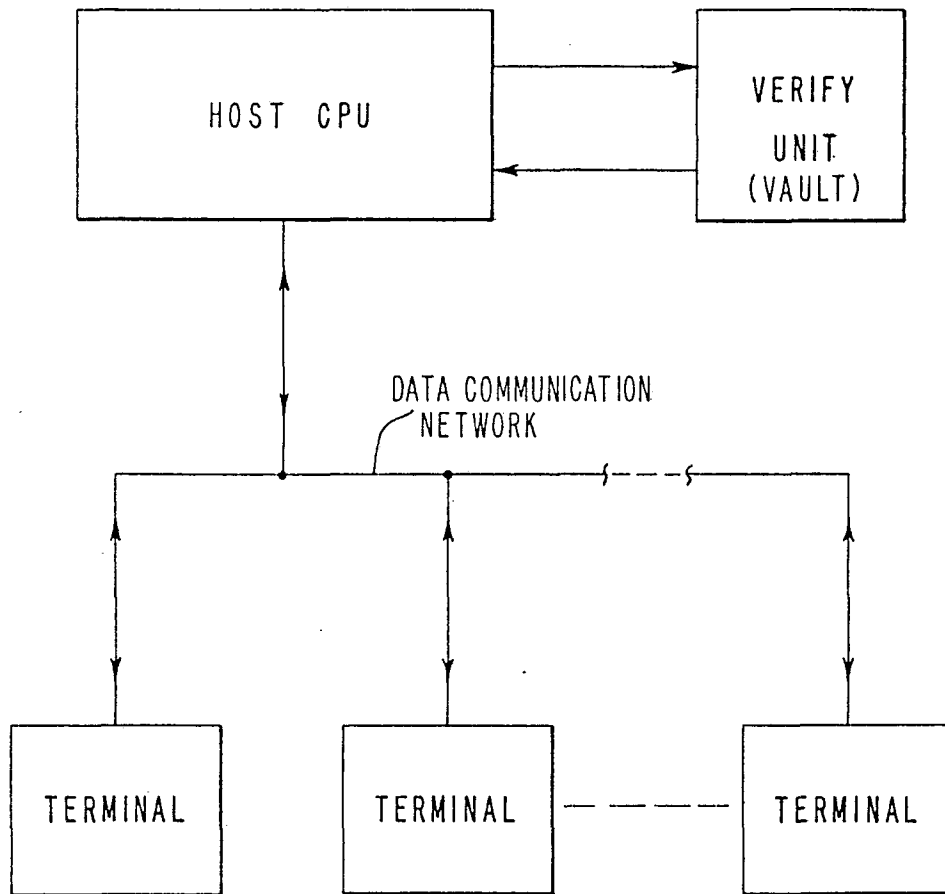 HOST CPU
VERIFY
UNIT
(VAULT)
DATA COMMUNICATION
NETWORK
TERMINAL
TERMINAL
TERMINAL